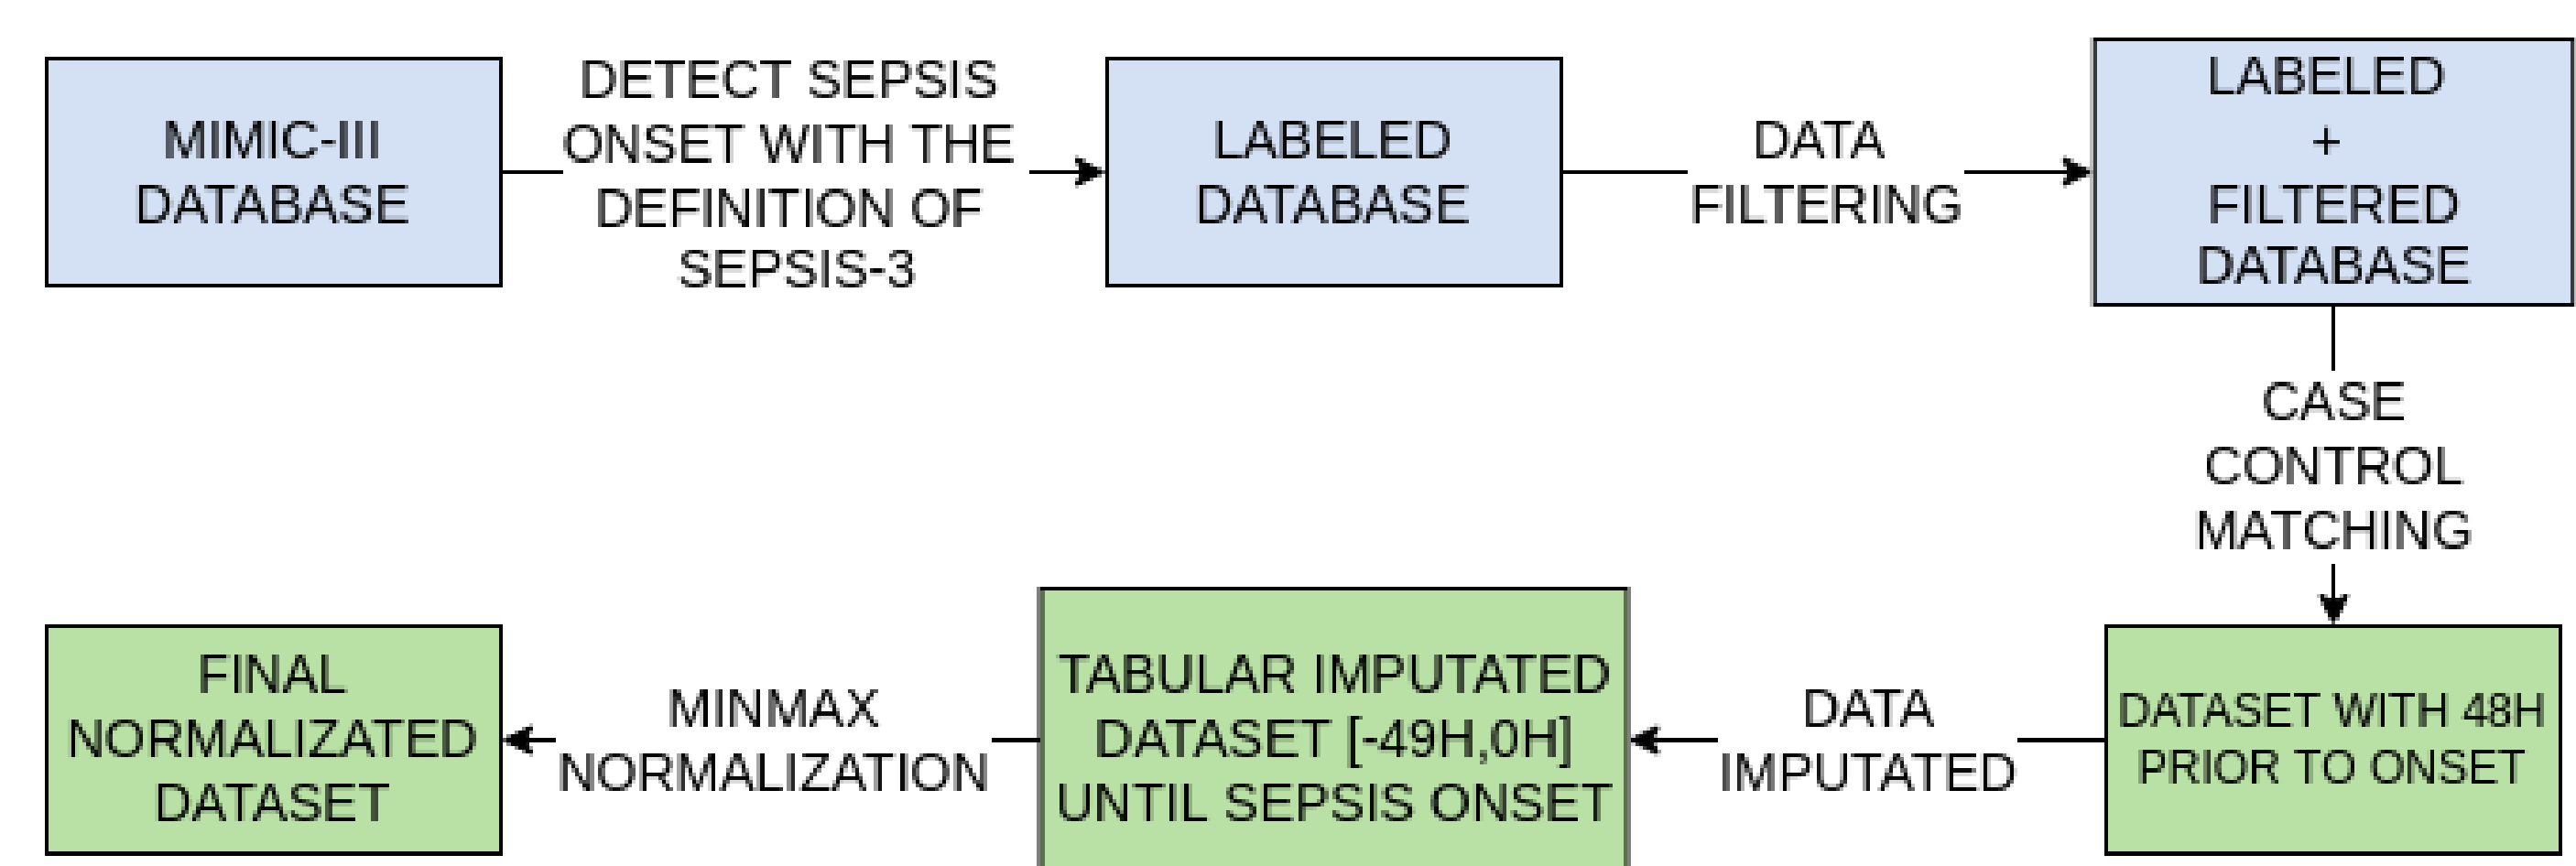 MIMIC-III
DATABASE
DETECT SEPSIS
ONSET WITH THE
DEFINITION OF
SEPSIS-3
LABELED
DATABASE
DATA
FILTERING
LABELED
+
FILTERED
DATABASE
CASE
CONTROL
MATCHING
DATASET WITH 48H
PRIOR TO ONSET
DATA
IMPUTATED
TABULAR IMPUTATED
DATASET [-49H,0H]
UNTIL SEPSIS ONSET
MINMAX
NORMALIZATION
FINAL
NORMALIZATED
DATASET